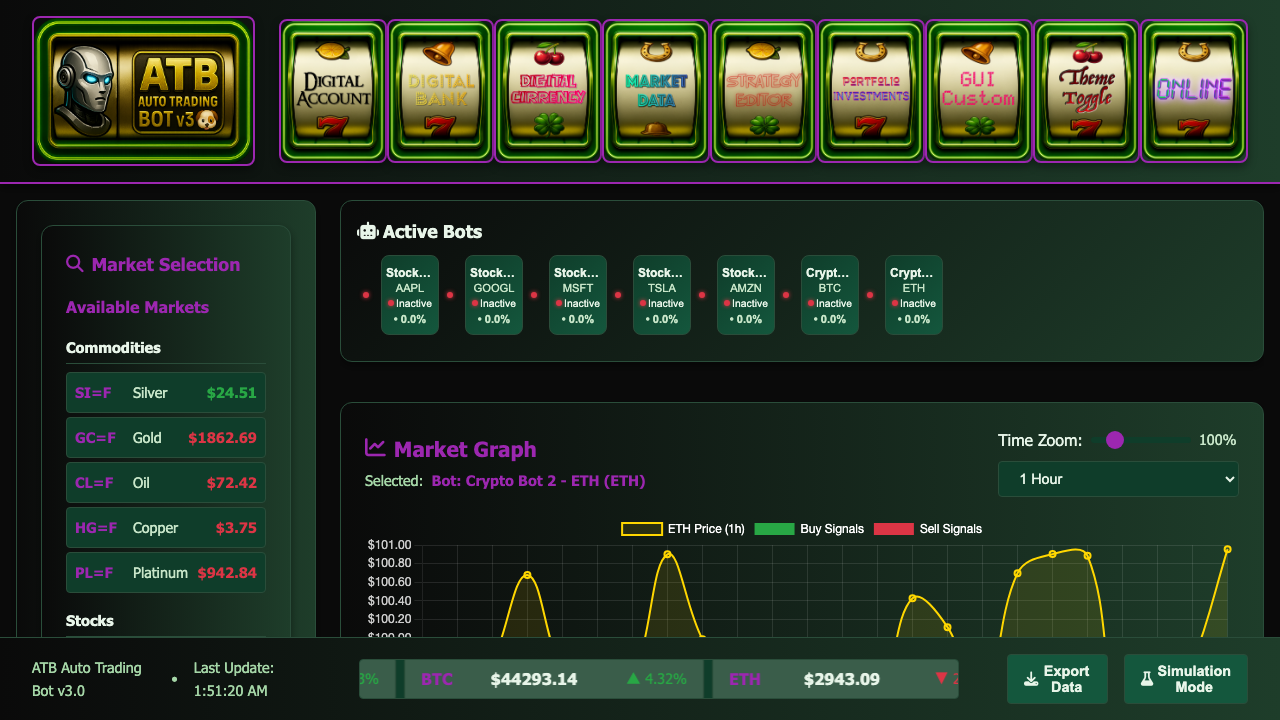 ATB
AUTO TRADING
BOT v3
DIGITAL
ACCOUNT
DIGITAL
BANK
DIGITAL
CURRENCY
MARKET
DATA
STRATEGY
EDITOR
PORTFOLIO
INVESTMENTS
GUI
Custom
Theme
Toggle
ONLINE
Market Selection
Available Markets
Commodities
SI=F Silver $24.51
GC=F Gold $1862.69
CL=F Oil $72.42
HG=F Copper $3.75
PL=F Platinum $942.84
Stocks
Active Bots
Stock...
AAPL
Inactive
• 0.0%
Stock...
GOOGL
Inactive
• 0.0%
Stock...
MSFT
Inactive
• 0.0%
Stock...
TSLA
Inactive
• 0.0%
Stock...
AMZN
Inactive
• 0.0%
Crypt...
BTC
Inactive
• 0.0%
Crypt...
ETH
Inactive
• 0.0%
Market Graph
Selected: Bot: Crypto Bot 2 - ETH (ETH)
Time Zoom: 100%
1 Hour
ETH Price (1h) Buy Signals Sell Signals
$101.00
$100.80
$100.60
$100.40
$100.20
$100.00
ATB Auto Trading
Bot v3.0
•
Last Update:
1:51:20 AM
3% BTC $44293.14 ▲ 4.32% ETH $2943.09 ▼ 2
Export
Data
Simulation
Mode